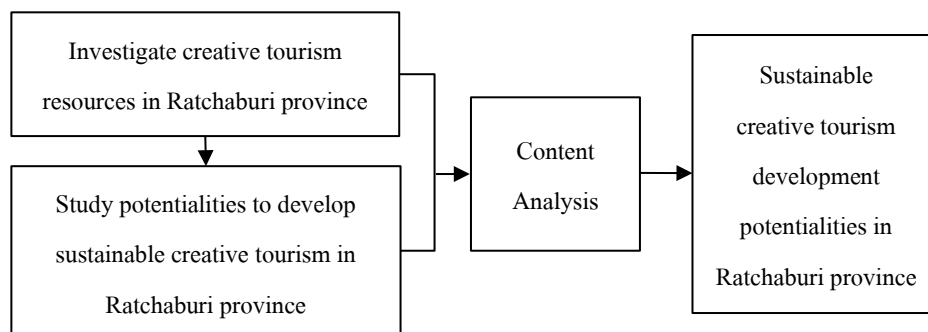 Investigate creative tourism
resources in Ratchaburi province
Study potentialities to develop
sustainable creative tourism in
Ratchaburi province
Content
Analysis
Sustainable
creative tourism
development
potentialities in
Ratchaburi province